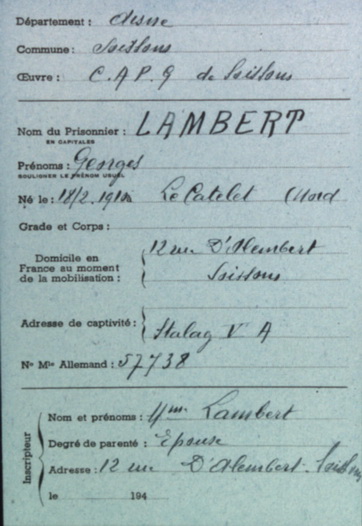 Département : Aisne
Commune : Soissons
Œuvre : C.A.P.G de Soissons
Nom du Prisonnier : LAMBERT
EN CAPITALES
Prénoms : Georges
SOULIGNER LE PRÉNOM USUEL
Né le : 18/2.1910 Le Catelet (Nord
Grade et Corps :
Domicile en France au moment de la mobilisation : 12 rue D'Alembert
Soissons
Adresse de captivité : Stalag V A
No Mle Allemand : 57738
Inscripteur
Nom et prénoms : Mme Lambert
Degré de parenté : Epouse
Adresse : 12 rue D'Alembert. Soissons
le 194